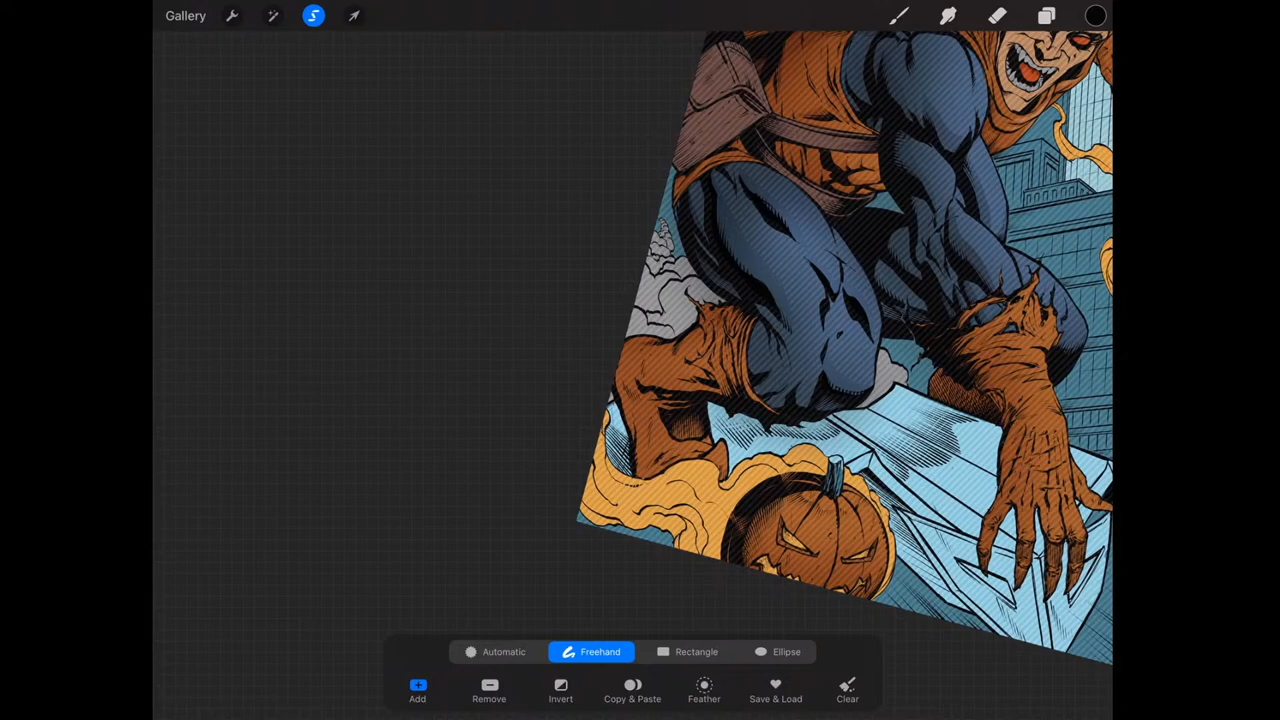 Gallery
Automatic Freehand Rectangle Ellipse
Add Remove Invert Copy & Paste Feather Save & Load Clear